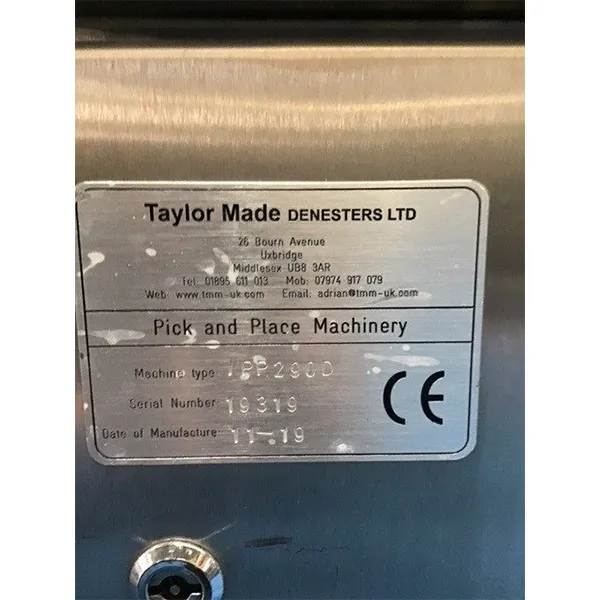 Taylor Made DENESTERS LTD
26 Bourn Avenue
Uxbridge
Middlesex UB8 3AR
Tel: 01895 611 013 Mob: 07974 917 079
Web: www.tmm-uk.com Email: adrian@tmm-uk.com
Pick and Place Machinery
Machine type:
Serial Number: 19319
Date of Manufacture: 11-19
CE